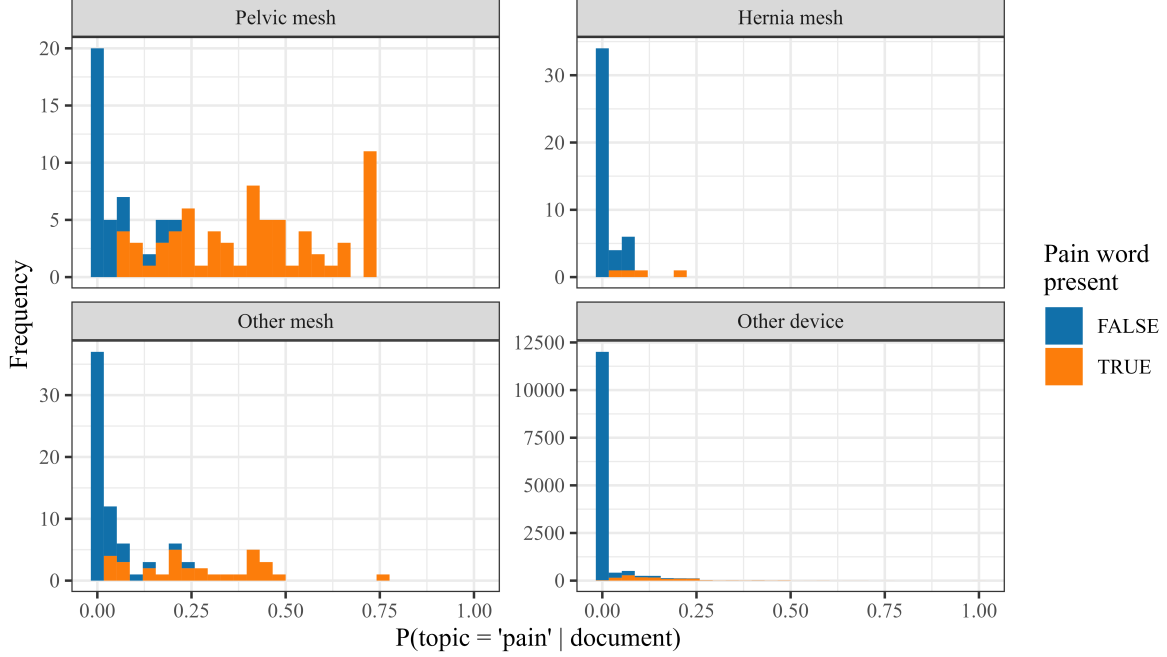 Pelvic mesh
Hernia mesh
20
15
10
5
0
30
20
10
0
Frequency
Other mesh
Other device
30
20
10
0
12500
10000
7500
5000
2500
0
0.00 0.25 0.50 0.75 1.00
0.00 0.25 0.50 0.75 1.00
P(topic = 'pain' | document)
Pain word
present
FALSE
TRUE